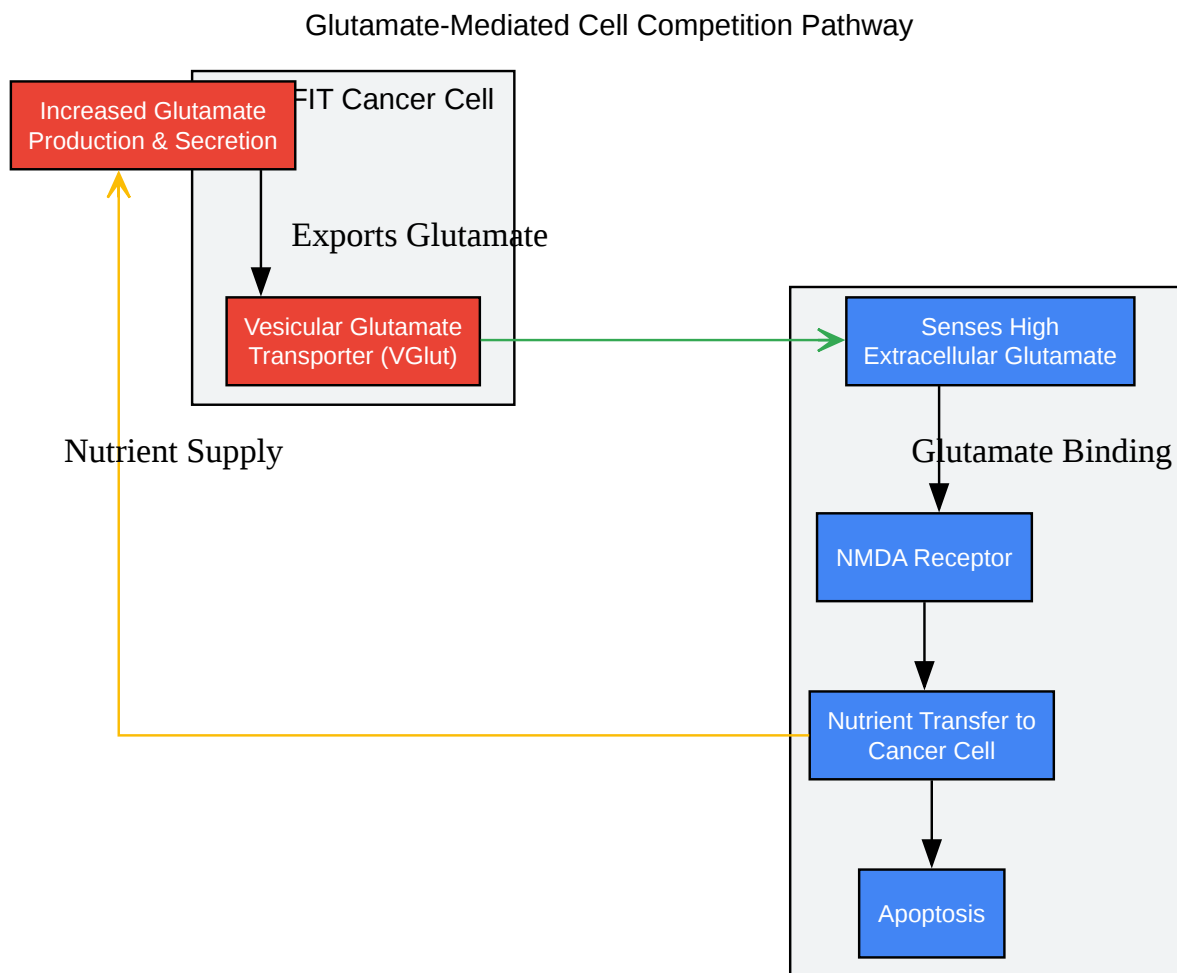 Glutamate-Mediated Cell Competition Pathway
Increased Glutamate
Production & Secretion
FIT Cancer Cell
Exports Glutamate
Vesicular Glutamate
Transporter (VGlut)
Senses High
Extracellular Glutamate
Nutrient Supply
Glutamate Binding
NMDA Receptor
Nutrient Transfer to
Cancer Cell
Apoptosis